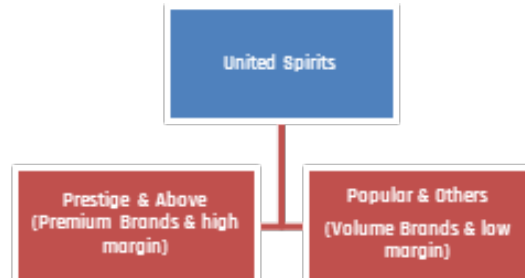 United Spirits
Prestige & Above
(Premium Brands & high
margin)
Popular & Others
(Volume Brands & low
margin)